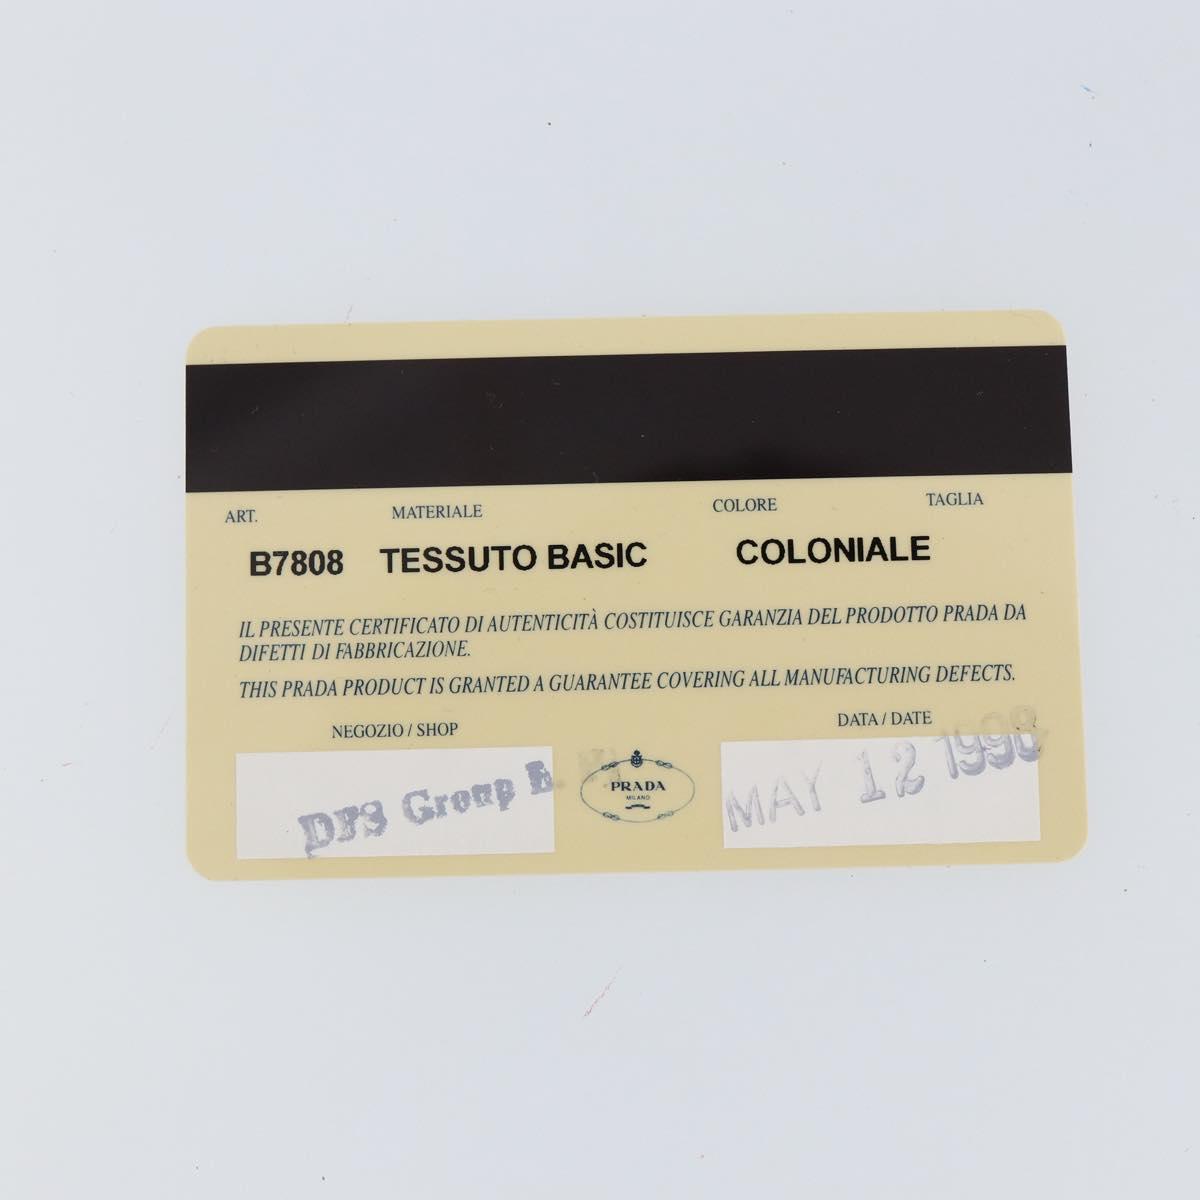 ART. MATERIALE COLORE TAGLIA
B7808 TESSUTO BASIC COLONIALE
IL PRESENTE CERTIFICATO DI AUTENTICITÀ COSTITUISCE GARANZIA DEL PRODOTTO PRADA DA
DIFETTI DI FABBRICAZIONE.
THIS PRADA PRODUCT IS GRANTED A GUARANTEE COVERING ALL MANUFACTURING DEFECTS.
NEGOZIO / SHOP DATA / DATE
DFS Group
PRADA
MILANO
MAY 12 1998